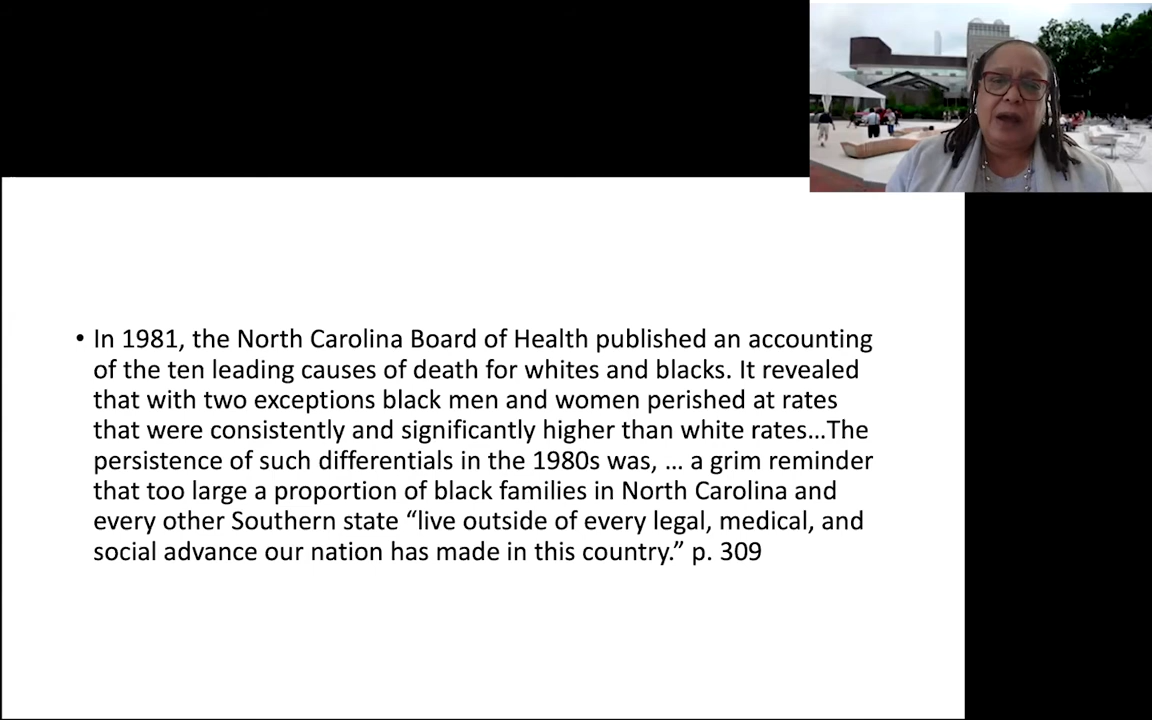 • In 1981, the North Carolina Board of Health published an accounting
of the ten leading causes of death for whites and blacks. It revealed
that with two exceptions black men and women perished at rates
that were consistently and significantly higher than white rates…The
persistence of such differentials in the 1980s was, … a grim reminder
that too large a proportion of black families in North Carolina and
every other Southern state “live outside of every legal, medical, and
social advance our nation has made in this country.” p. 309